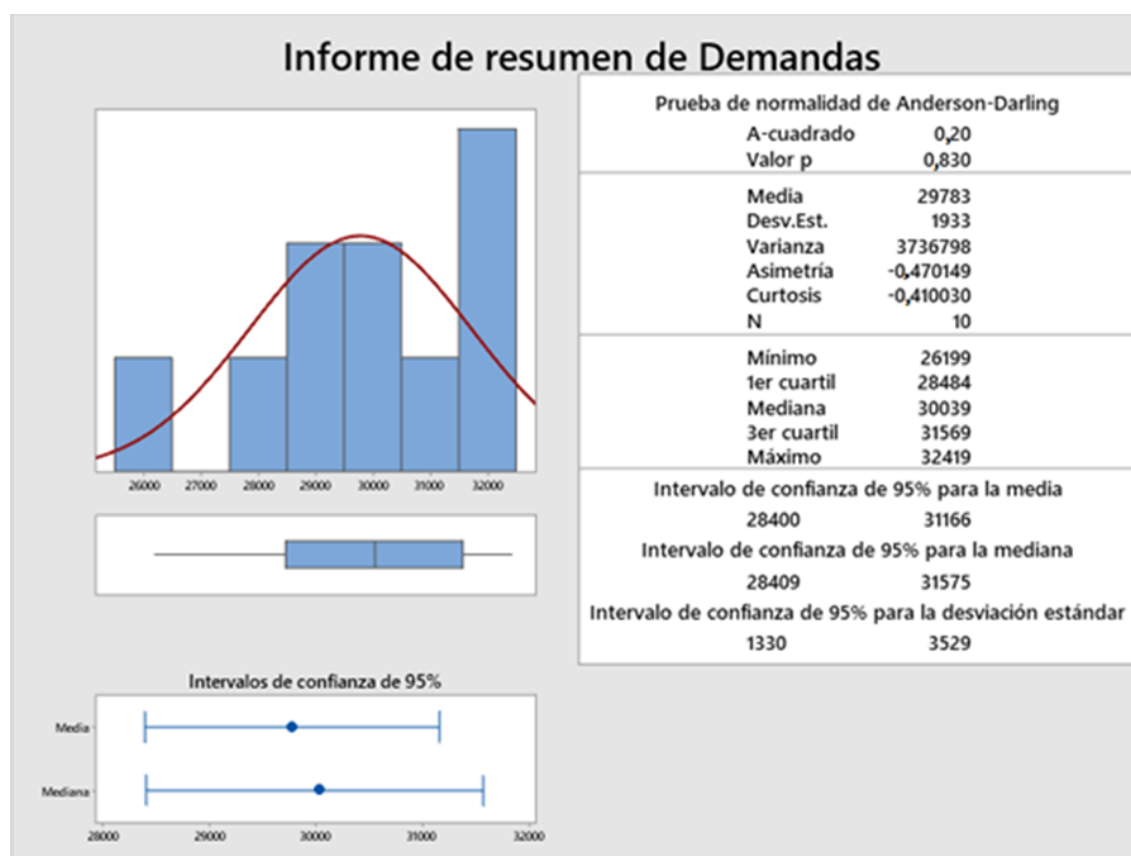 Informe de resumen de Demandas
Prueba de normalidad de Anderson-Darling
A-cuadrado 0,20
Valor p 0,830
Media 29783
Desv.Est. 1933
Varianza 3736798
Asimetría -0,470149
Curtosis -0,410030
N 10
Mínimo 26199
1er cuartil 28484
Mediana 30039
3er cuartil 31569
Máximo 32419
Intervalo de confianza de 95% para la media
28400 31166
Intervalo de confianza de 95% para la mediana
28409 31575
Intervalo de confianza de 95% para la desviación estándar
1330 3529
26000 27000 28000 29000 30000 31000 32000
Intervalos de confianza de 95%
Media
Mediana
28000 29000 30000 31000 32000